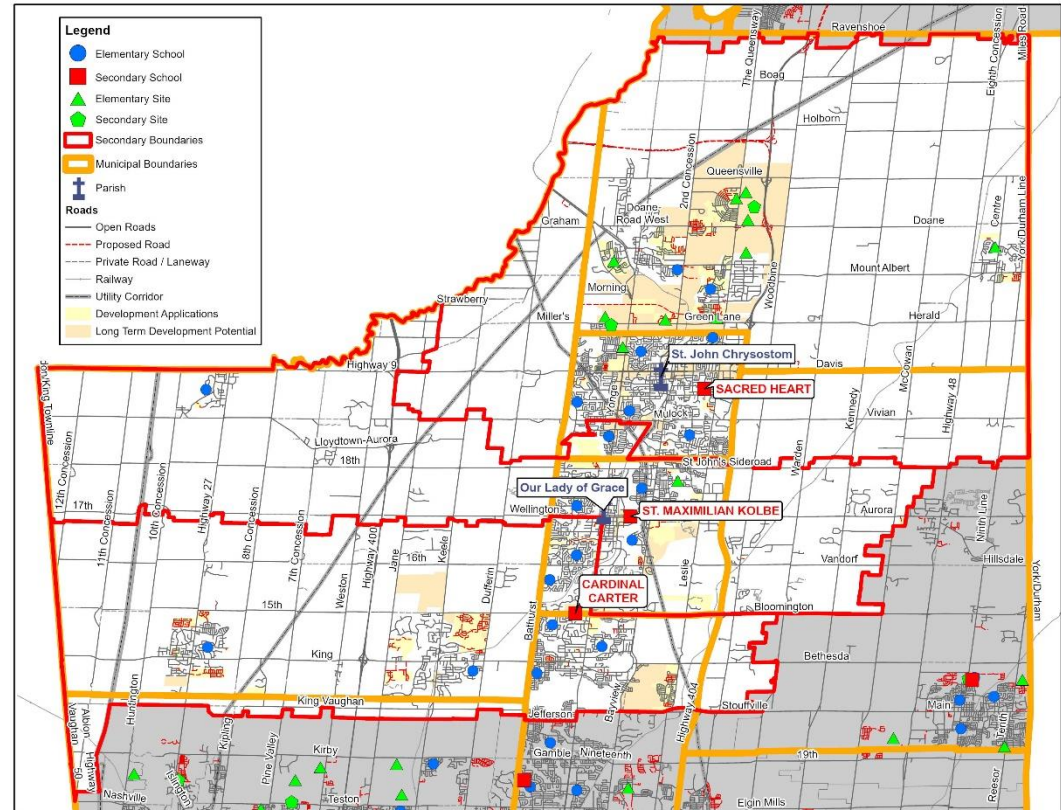 Legend
Elementary School
Secondary School
Elementary Site
Secondary Site
Secondary Boundaries
Municipal Boundaries
Parish
Roads
Open Roads
Proposed Road
Private Road / Laneway
Railway
Utility Corridor
Development Applications
Long Term Development Potential
Ravenshoe
The Queensway
Boag
Eighth Concession
Miles Road
Holborn
2nd Concession
Queensville
Doane
Road West
Graham
Doane
Centre
York/Durham Line
Mount Albert
Morning
Woodbine
Strawberry
Miller's
Green Lane
Herald
Highway 9
St. John Chrysostom
Davis
McCowan
SACRED HEART
Yonge
Mulock
Kennedy
Vivian
Highway 48
Lloydtown-Aurora
18th
St John's Sideroad
Warden
12th Concession
17th
11th Concession
10th Concession
Highway 27
8th Concession
7th Concession
Our Lady of Grace
Wellington
ST. MAXIMILIAN KOLBE
Aurora
Ninth Line
Weston
Highway 400
Jane
16th
Keele
Dufferin
Leslie
Vandorf
Hillsdale
York/Durham
CARDINAL
CARTER
15th
Bathurst
Bloomington
King
Bethesda
Huntington
King-Vaughan
Jefferson
Bayview
Highway 404
Stouffville
Main
Tenth
Vaughan
Albion
Highway
50
Kipling
Pine Valley
Kirby
Gamble
Nineteenth
19th
Nashville
Islington
Teston
Elgin Mills
Reesor